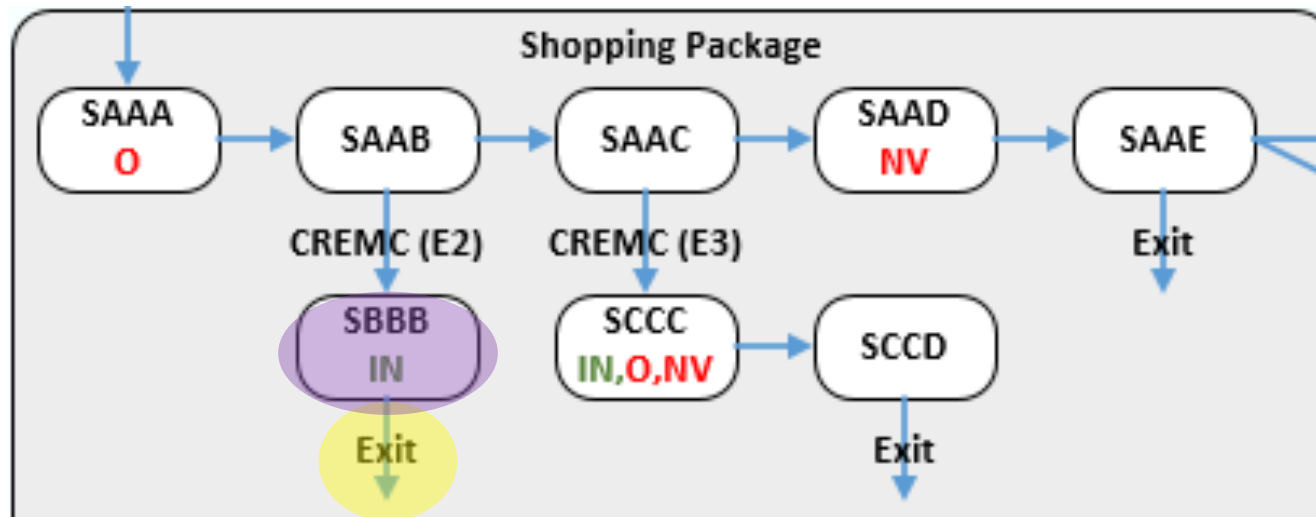 Shopping Package
SAAA
O
SAAB
SAAC
SAAD
NV
SAAE
CREMC (E2)
CREMC (E3)
Exit
SBBB
IN
SCCC
IN,O,NV
SCCD
Exit
Exit